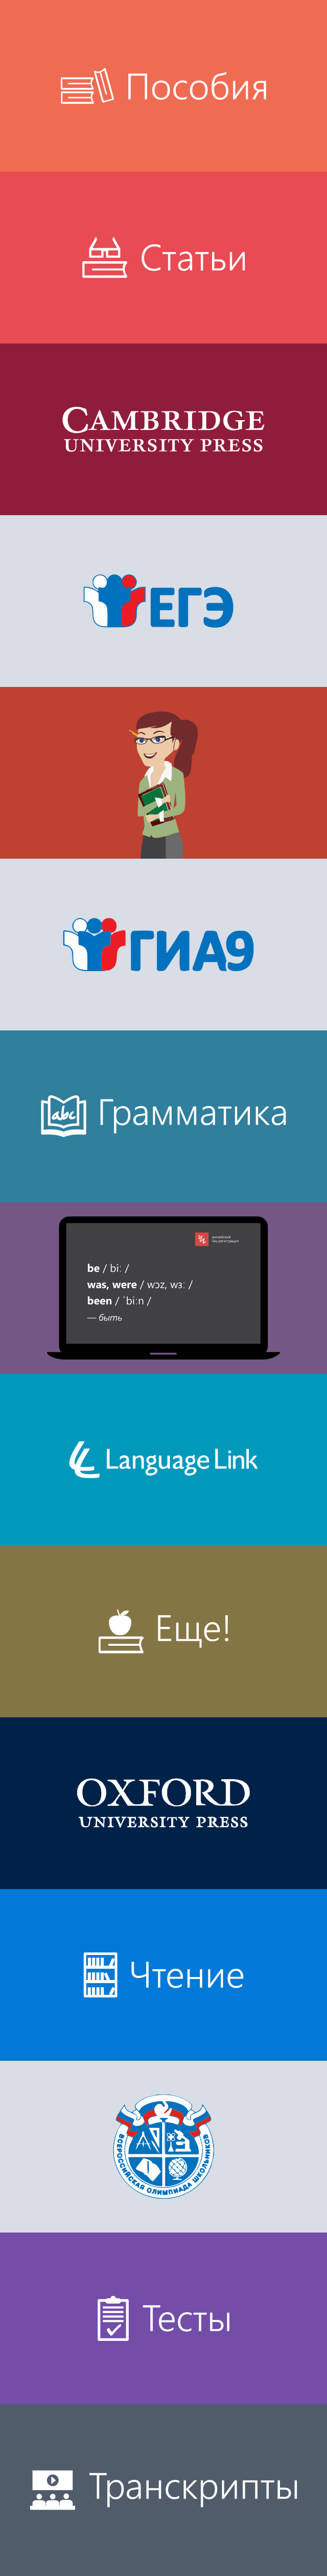 Пособия
Статьи
CAMBRIDGE
UNIVERSITY PRESS
ЕГЭ
ГИА9
abc
Грамматика
be / biː /
was, were / wɔz, wɜː /
been / ˈbiːn /
— быть
Language Link
Еще!
OXFORD
UNIVERSITY PRESS
Чтение
ВСЕРОССИЙСКАЯ ОЛИМПИАДА ШКОЛЬНИКОВ
Тесты
Транскрипты